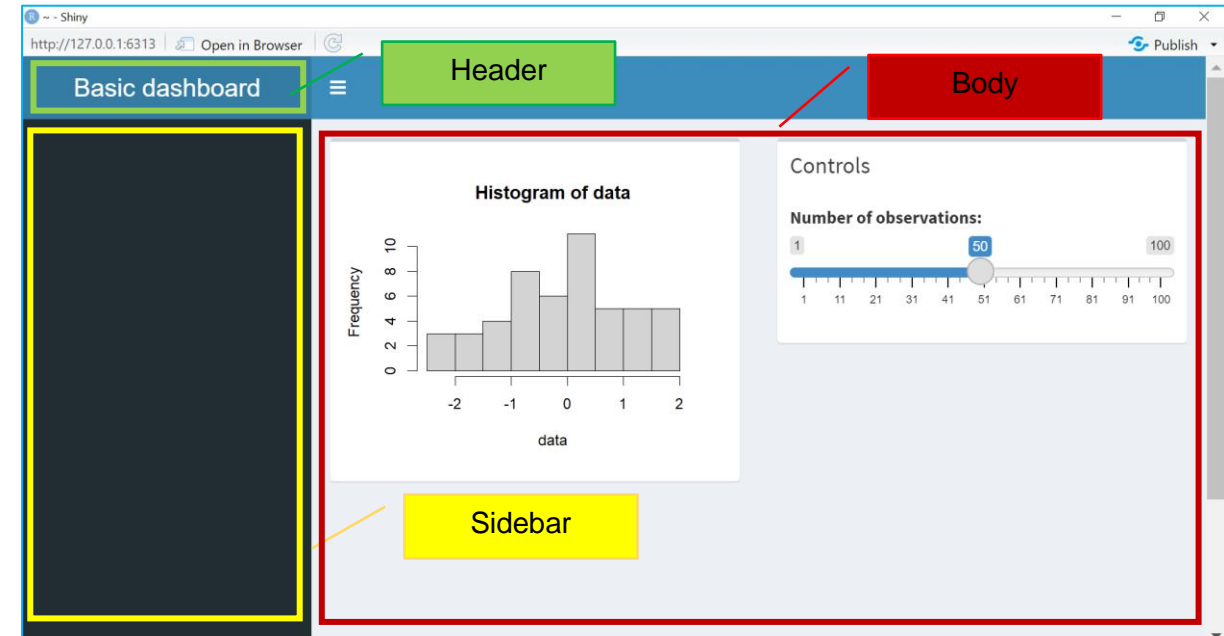 ~ - Shiny
http://127.0.0.1:6313 Open in Browser Publish
Basic dashboard
Header
Body
Histogram of data
Frequency
0 2 4 6 8 10
-2 -1 0 1 2
data
Controls
Number of observations:
1 50 100
1 11 21 31 41 51 61 71 81 91 100
Sidebar